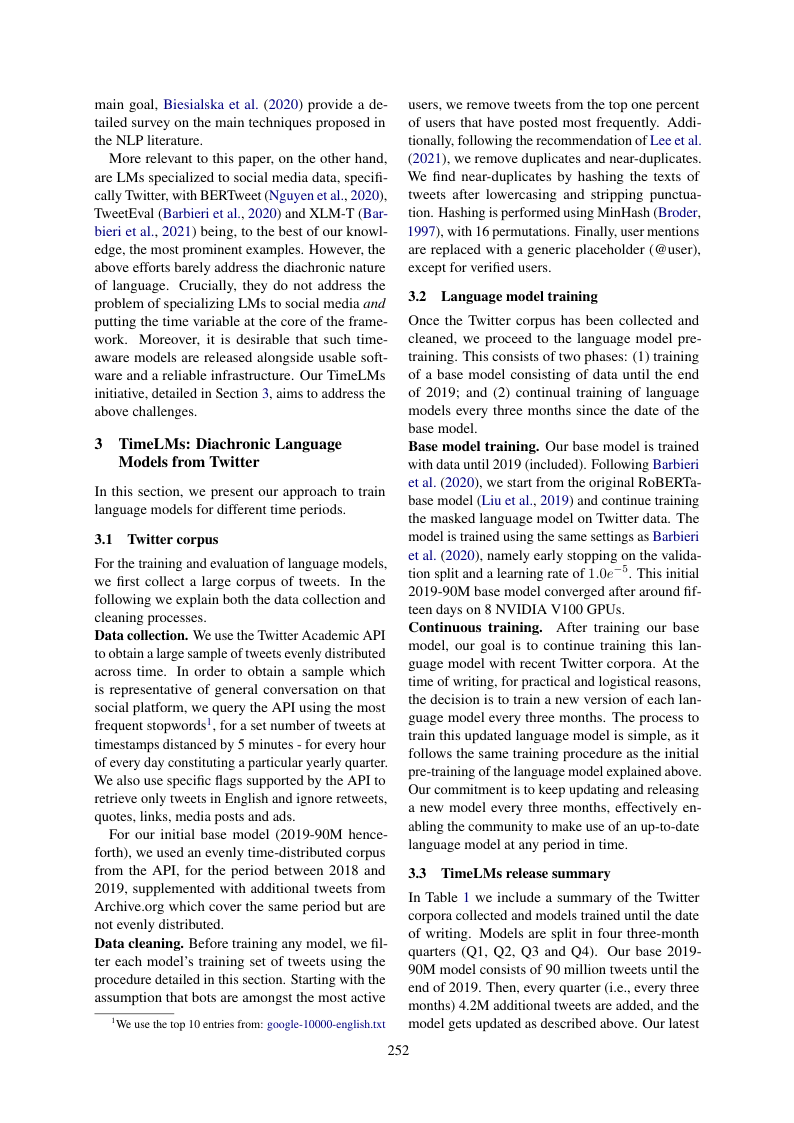 main goal, Biesialska et al. (2020) provide a de-
tailed survey on the main techniques proposed in
the NLP literature.
More relevant to this paper, on the other hand,
are LMs specialized to social media data, specifi-
cally Twitter, with BERTweet (Nguyen et al., 2020),
TweetEval (Barbieri et al., 2020) and XLM-T (Bar-
bieri et al., 2021) being, to the best of our knowl-
edge, the most prominent examples. However, the
above efforts barely address the diachronic nature
of language. Crucially, they do not address the
problem of specializing LMs to social media and
putting the time variable at the core of the frame-
work. Moreover, it is desirable that such time-
aware models are released alongside usable soft-
ware and a reliable infrastructure. Our TimeLMs
initiative, detailed in Section 3, aims to address the
above challenges.
3 TimeLMs: Diachronic Language
Models from Twitter
In this section, we present our approach to train
language models for different time periods.
3.1 Twitter corpus
For the training and evaluation of language models,
we first collect a large corpus of tweets. In the
following we explain both the data collection and
cleaning processes.
Data collection. We use the Twitter Academic API
to obtain a large sample of tweets evenly distributed
across time. In order to obtain a sample which
is representative of general conversation on that
social platform, we query the API using the most
frequent stopwords1, for a set number of tweets at
timestamps distanced by 5 minutes - for every hour
of every day constituting a particular yearly quarter.
We also use specific flags supported by the API to
retrieve only tweets in English and ignore retweets,
quotes, links, media posts and ads.
For our initial base model (2019-90M hence-
forth), we used an evenly time-distributed corpus
from the API, for the period between 2018 and
2019, supplemented with additional tweets from
Archive.org which cover the same period but are
not evenly distributed.
Data cleaning. Before training any model, we fil-
ter each model's training set of tweets using the
procedure detailed in this section. Starting with the
assumption that bots are amongst the most active
1We use the top 10 entries from: google-10000-english.txt
users, we remove tweets from the top one percent
of users that have posted most frequently. Addi-
tionally, following the recommendation of Lee et al.
(2021), we remove duplicates and near-duplicates.
We find near-duplicates by hashing the texts of
tweets after lowercasing and stripping punctua-
tion. Hashing is performed using MinHash (Broder,
1997), with 16 permutations. Finally, user mentions
are replaced with a generic placeholder (@user),
except for verified users.
3.2 Language model training
Once the Twitter corpus has been collected and
cleaned, we proceed to the language model pre-
training. This consists of two phases: (1) training
of a base model consisting of data until the end
of 2019; and (2) continual training of language
models every three months since the date of the
base model.
Base model training. Our base model is trained
with data until 2019 (included). Following Barbieri
et al. (2020), we start from the original RoBERTa-
base model (Liu et al., 2019) and continue training
the masked language model on Twitter data. The
model is trained using the same settings as Barbieri
et al. (2020), namely early stopping on the valida-
tion split and a learning rate of 1.0e−5. This initial
2019-90M base model converged after around fif-
teen days on 8 NVIDIA V100 GPUs.
Continuous training. After training our base
model, our goal is to continue training this lan-
guage model with recent Twitter corpora. At the
time of writing, for practical and logistical reasons,
the decision is to train a new version of each lan-
guage model every three months. The process to
train this updated language model is simple, as it
follows the same training procedure as the initial
pre-training of the language model explained above.
Our commitment is to keep updating and releasing
a new model every three months, effectively en-
abling the community to make use of an up-to-date
language model at any period in time.
3.3 TimeLMs release summary
In Table 1 we include a summary of the Twitter
corpora collected and models trained until the date
of writing. Models are split in four three-month
quarters (Q1, Q2, Q3 and Q4). Our base 2019-
90M model consists of 90 million tweets until the
end of 2019. Then, every quarter (i.e., every three
months) 4.2M additional tweets are added, and the
model gets updated as described above. Our latest
252